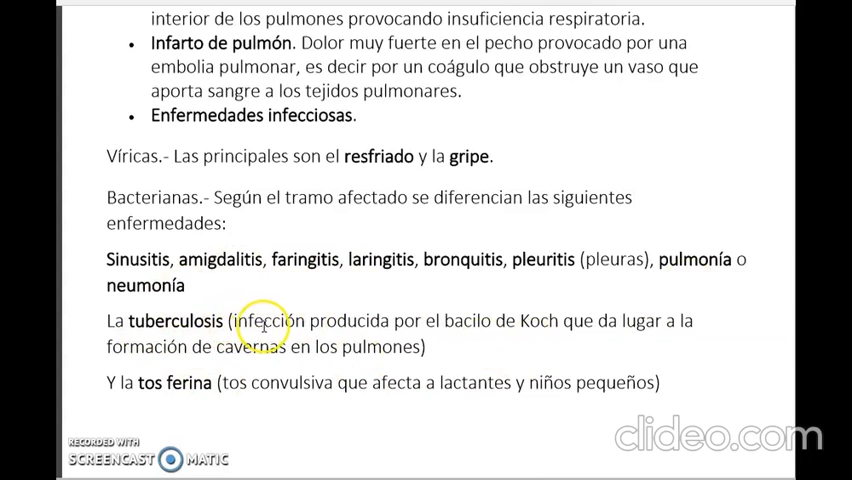 interior de los pulmones provocando insuficiencia respiratoria.
• Infarto de pulmón. Dolor muy fuerte en el pecho provocado por una
embolia pulmonar, es decir por un coágulo que obstruye un vaso que
aporta sangre a los tejidos pulmonares.
• Enfermedades infecciosas.
Víricas.- Las principales son el resfriado y la gripe.
Bacterianas.- Según el tramo afectado se diferencian las siguientes
enfermedades:
Sinusitis, amigdalitis, faringitis, laringitis, bronquitis, pleuritis (pleuras), pulmonía o
neumonía
La tuberculosis (infección producida por el bacilo de Koch que da lugar a la
formación de cavernas en los pulmones)
Y la tos ferina (tos convulsiva que afecta a lactantes y niños pequeños)
RECORDED WITH
SCREENCAST MATIC
clideo.com